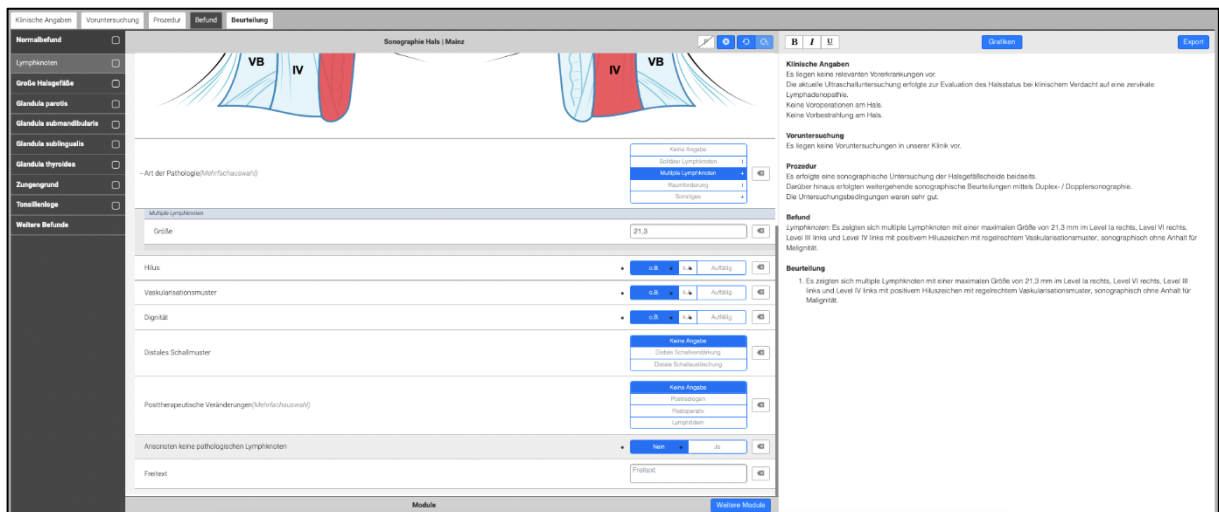 Klinische Angaben
Voruntersuchung
Prozedur
Befund
Beurteilung
Normalbefund
Lymphknoten
Große Halsgefäße
Glandula parotis
Glandula submandibularis
Glandula sublingualis
Glandula thyroidea
Zungengrund
Tonsillenloge
Weitere Befunde
Sonographie Hals | Mainz
VB
IV
IV
VB
- Art der Pathologie(Mehrfachauswahl)
Keine Angabe
Solitärer Lymphknoten
Multiple Lymphknoten +
Raumforderung
Sonstiges +
Multiple Lymphknoten
Größe
21,3
Hilus
o.B.
Auffällig
Vaskularisationsmuster
o.B.
Auffällig
Dignität
o.B.
Auffällig
Distales Schallmuster
Keine Angabe
Distale Schallverstärkung
Distale Schallauslöschung
Posttherapeutische Veränderungen(Mehrfachauswahl)
Keine Angabe
Postradiogen
Postoperativ
Lymphödem
Ansonsten keine pathologischen Lymphknoten
Nein
Ja
Freitext
Freitext
Module
Weitere Module
B I U
Grafiken
Export
Klinische Angaben
Es liegen keine relevanten Vorerkrankungen vor.
Die aktuelle Ultraschalluntersuchung erfolgte zur Evaluation des Halsstatus bei klinischem Verdacht auf eine zervikale
Lymphadenopathie.
Keine Voroperationen am Hals.
Keine Vorbestrahlung am Hals.
Voruntersuchung
Es liegen keine Voruntersuchungen in unserer Klinik vor.
Prozedur
Es erfolgte eine sonographische Untersuchung der Halsgefäßscheide beidseits.
Darüber hinaus erfolgten weitergehende sonographische Beurteilungen mittels Duplex- / Dopplersonographie.
Die Untersuchungsbedingungen waren sehr gut.
Befund
Lymphknoten: Es zeigten sich multiple Lymphknoten mit einer maximalen Größe von 21,3 mm im Level Ia rechts, Level VI rechts,
Level III links und Level IV links mit positivem Hiluszeichen mit regelrechtem Vaskularisationsmuster, sonographisch ohne Anhalt für
Malignität.
Beurteilung
1. Es zeigten sich multiple Lymphknoten mit einer maximalen Größe von 21,3 mm im Level Ia rechts, Level VI rechts, Level III
links und Level IV links mit positivem Hiluszeichen mit regelrechtem Vaskularisationsmuster, sonographisch ohne Anhalt für
Malignität.